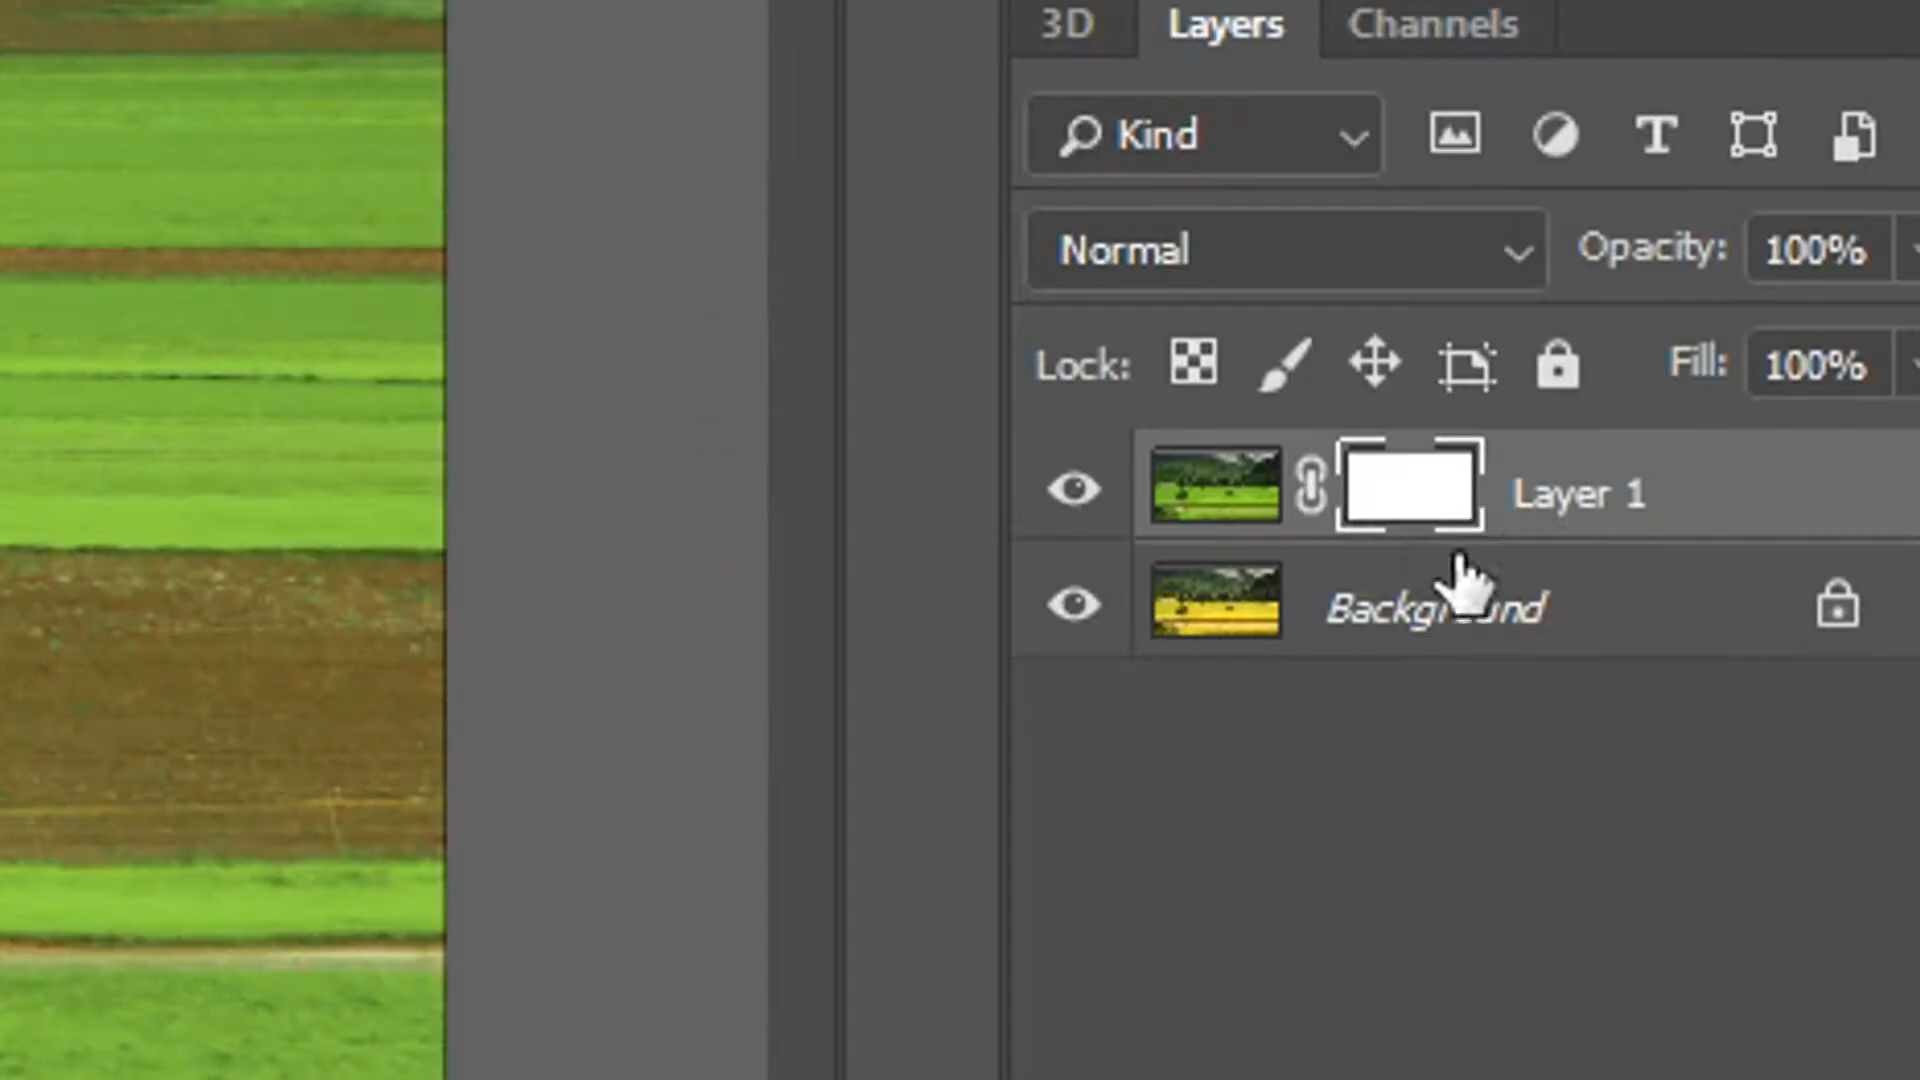 3D Layers Channels
Kind T
Normal Opacity: 100%
Lock: Fill: 100%
Layer 1
Background